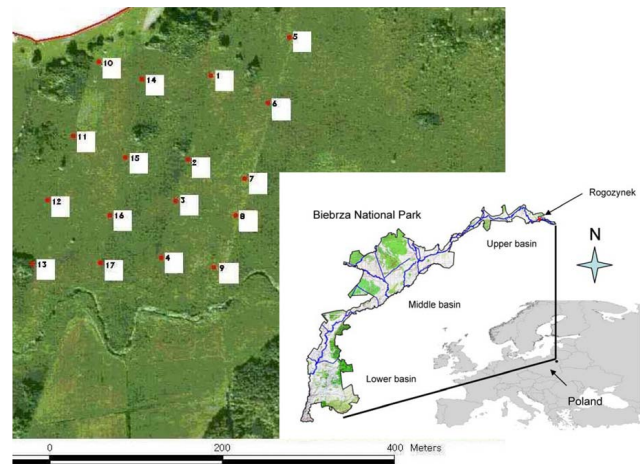 5
10
14
1
6
11
15
2
7
12
16
3
8
13
17
4
9
Rogozynek
Biebrza National Park
Upper basin
N
Middle basin
Lower basin
Poland
0 200 400 Meters